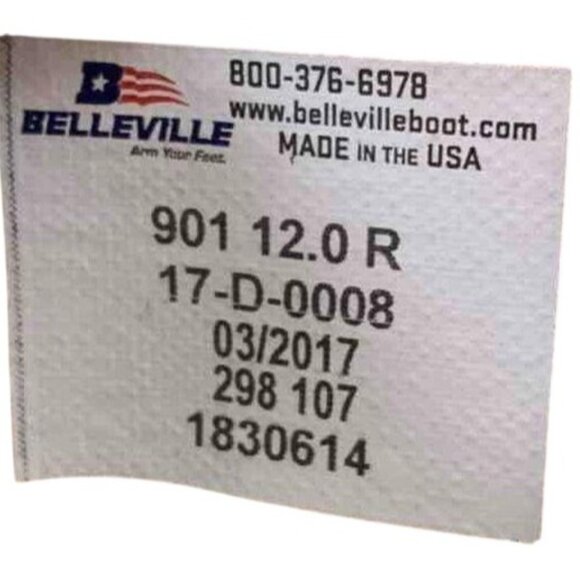 B
BELLEVILLE
Arm Your Feet.
800-376-6978
www.bellevilleboot.com
MADE IN THE USA
901 12.0 R
17-D-0008
03/2017
298 107
1830614